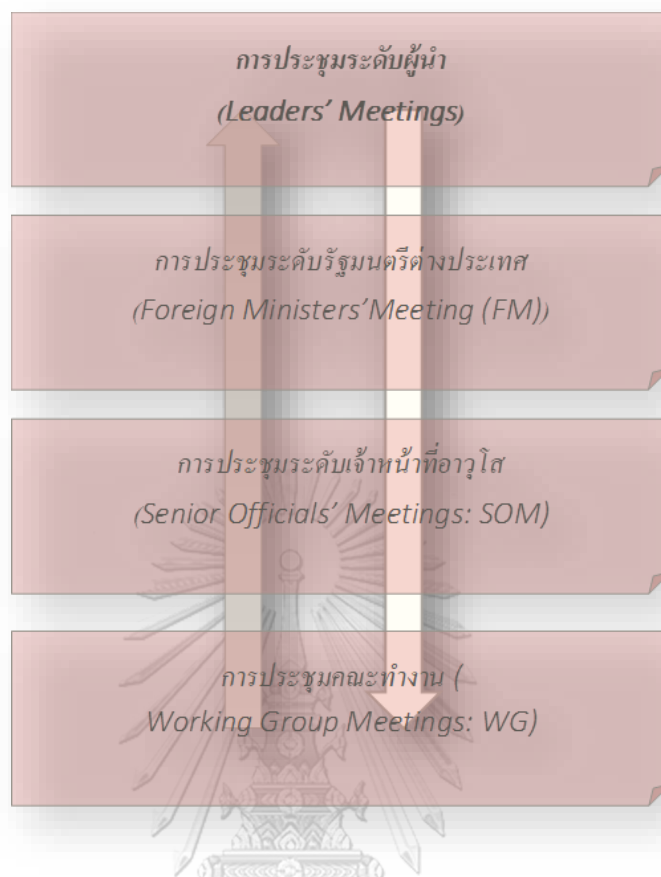 การประชุมระดับผู้นำ
(Leaders’ Meetings)
การประชุมระดับรัฐมนตรีต่างประเทศ
(Foreign Ministers’Meeting (FM))
การประชุมระดับเจ้าหน้าที่อาวุโส
(Senior Officials’ Meetings: SOM)
การประชุมคณะทำงาน (
Working Group Meetings: WG)